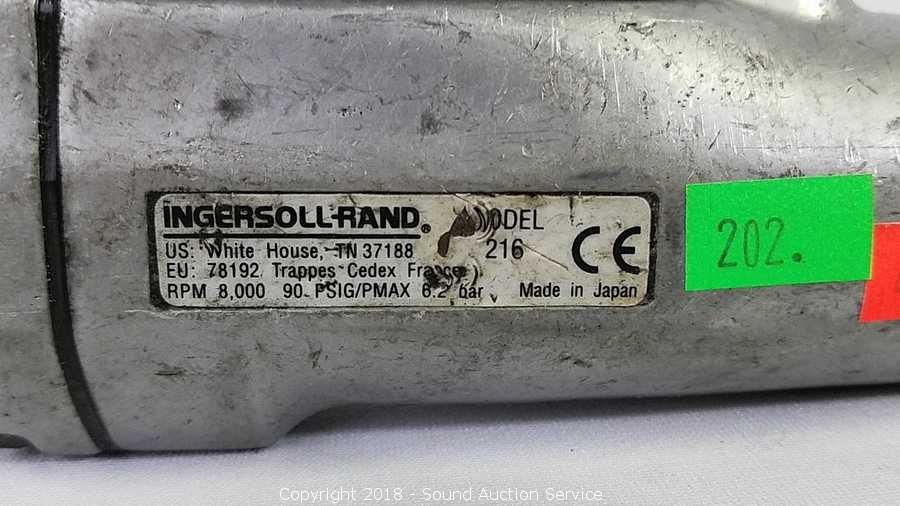 INGERSOLL-RAND®
MODEL
US: White House, TN 37188
216
CE
EU: 78192 Trappes Cedex France
RPM 8,000 90 PSIG/PMAX 6.2 bar Made in Japan
202.
Copyright 2018 - Sound Auction Service